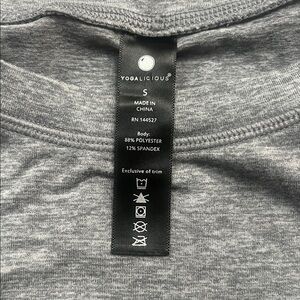 YOGALICIOUS®
S
MADE IN
CHINA
RN 144527
Body:
88% POLYESTER
12% SPANDEX
Exclusive of trim